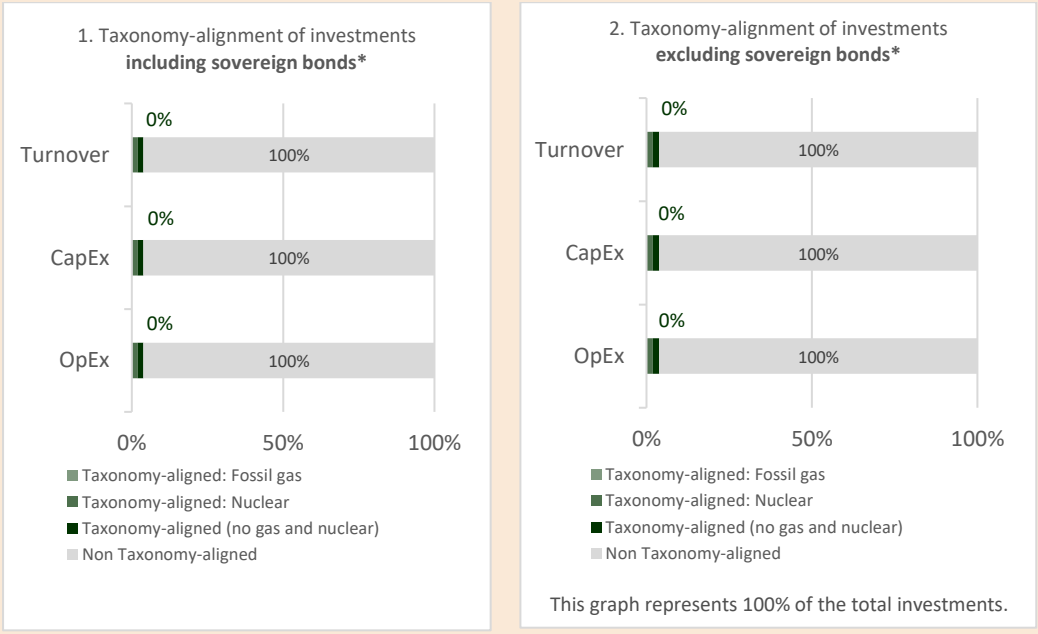 1. Taxonomy-alignment of investments
including sovereign bonds*
0%
Turnover
100%
0%
CapEx
100%
0%
OpEx
100%
0%
50%
100%
Taxonomy-aligned: Fossil gas
Taxonomy-aligned: Nuclear
Taxonomy-aligned (no gas and nuclear)
Non Taxonomy-aligned
2. Taxonomy-alignment of investments
excluding sovereign bonds*
0%
Turnover
100%
0%
CapEx
100%
0%
OpEx
100%
0%
50%
100%
Taxonomy-aligned: Fossil gas
Taxonomy-aligned: Nuclear
Taxonomy-aligned (no gas and nuclear)
Non Taxonomy-aligned
This graph represents 100% of the total investments.